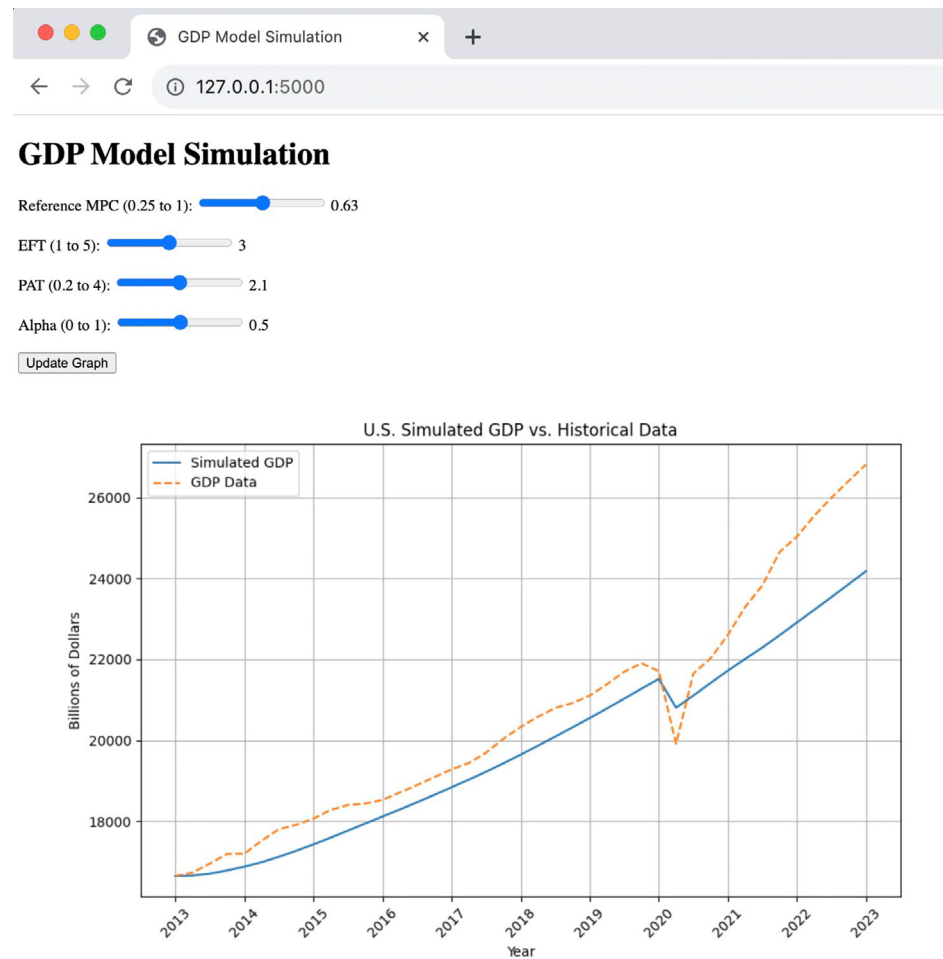 GDP Model Simulation
127.0.0.1:5000
GDP Model Simulation
Reference MPC (0.25 to 1): 0.63
EFT (1 to 5): 3
PAT (0.2 to 4): 2.1
Alpha (0 to 1): 0.5
Update Graph
U.S. Simulated GDP vs. Historical Data
Simulated GDP
GDP Data
26000
24000
22000
20000
18000
Billions of Dollars
2013 2014 2015 2016 2017 2018 2019 2020 2021 2022 2023
Year